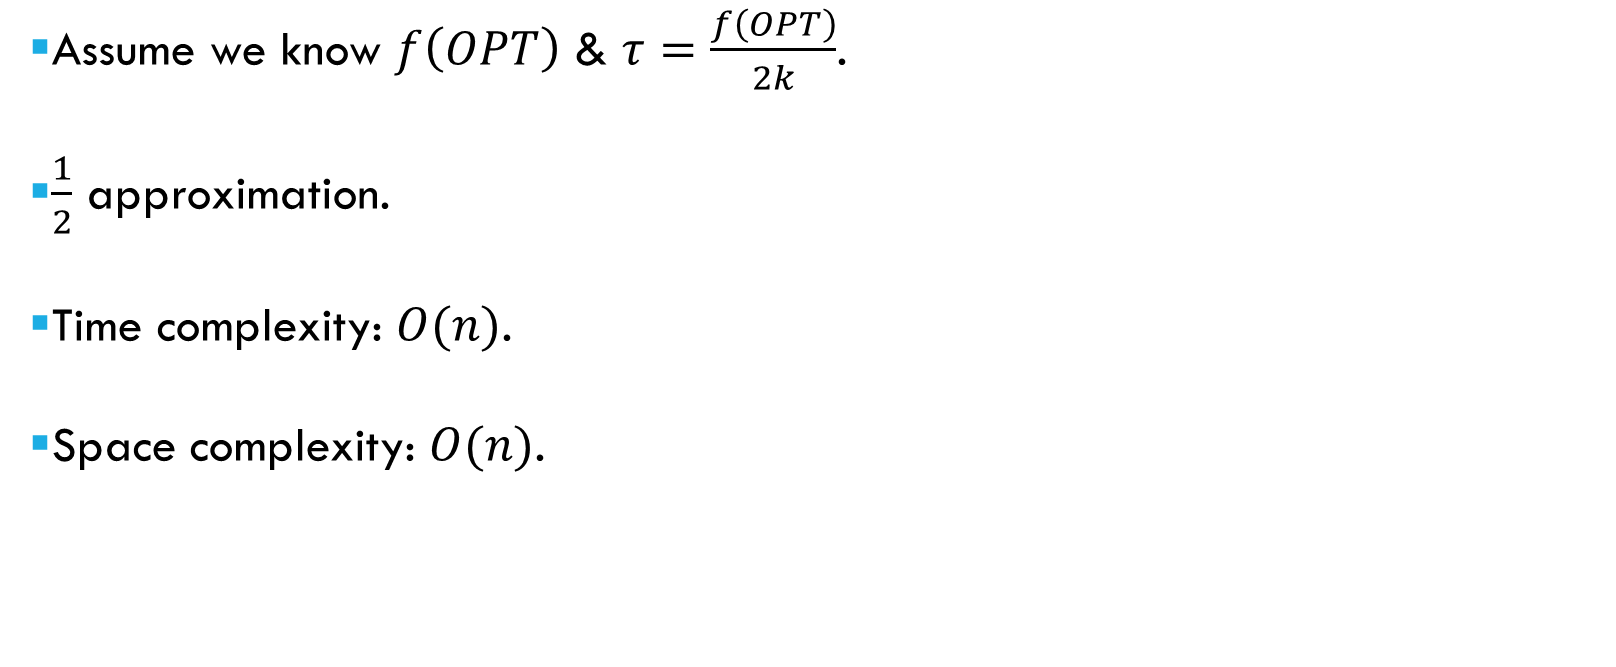 ▪Assume we know f(OPT) & τ = f(OPT)/2k.
▪1/2 approximation.
▪Time complexity: O(n).
▪Space complexity: O(n).